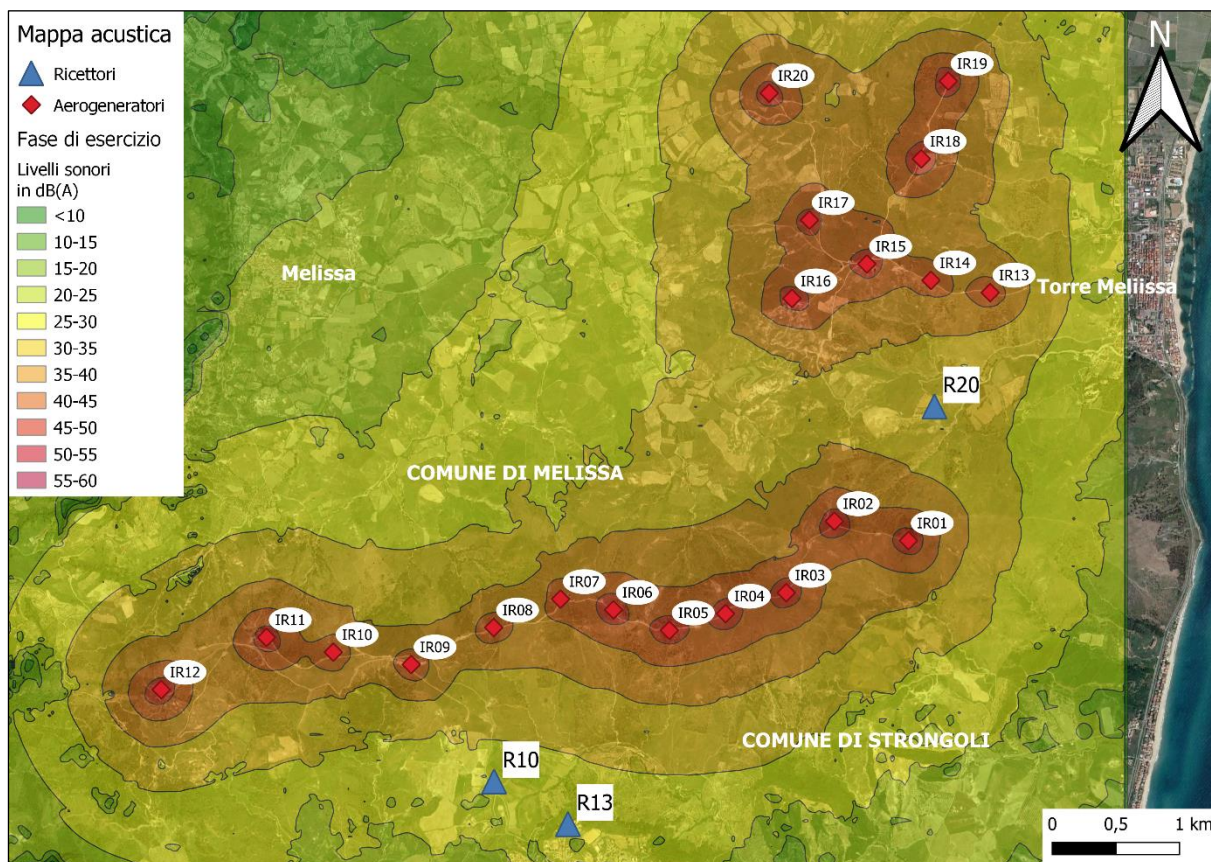 Mappa acustica
Ricettori
Aerogeneratori
Fase di esercizio
Livelli sonori
in dB(A)
<10
10-15
15-20
20-25
25-30
30-35
35-40
40-45
45-50
50-55
55-60
N
IR19
IR20
IR18
IR17
IR15
IR14
IR13
IR16
Melissa
Torre Meliissa
R20
COMUNE DI MELISSA
IR02
IR01
IR03
IR07
IR06
IR04
IR05
IR08
IR11
IR10
IR09
IR12
COMUNE DI STRONGOLI
R10
R13
0 0,5 1 km